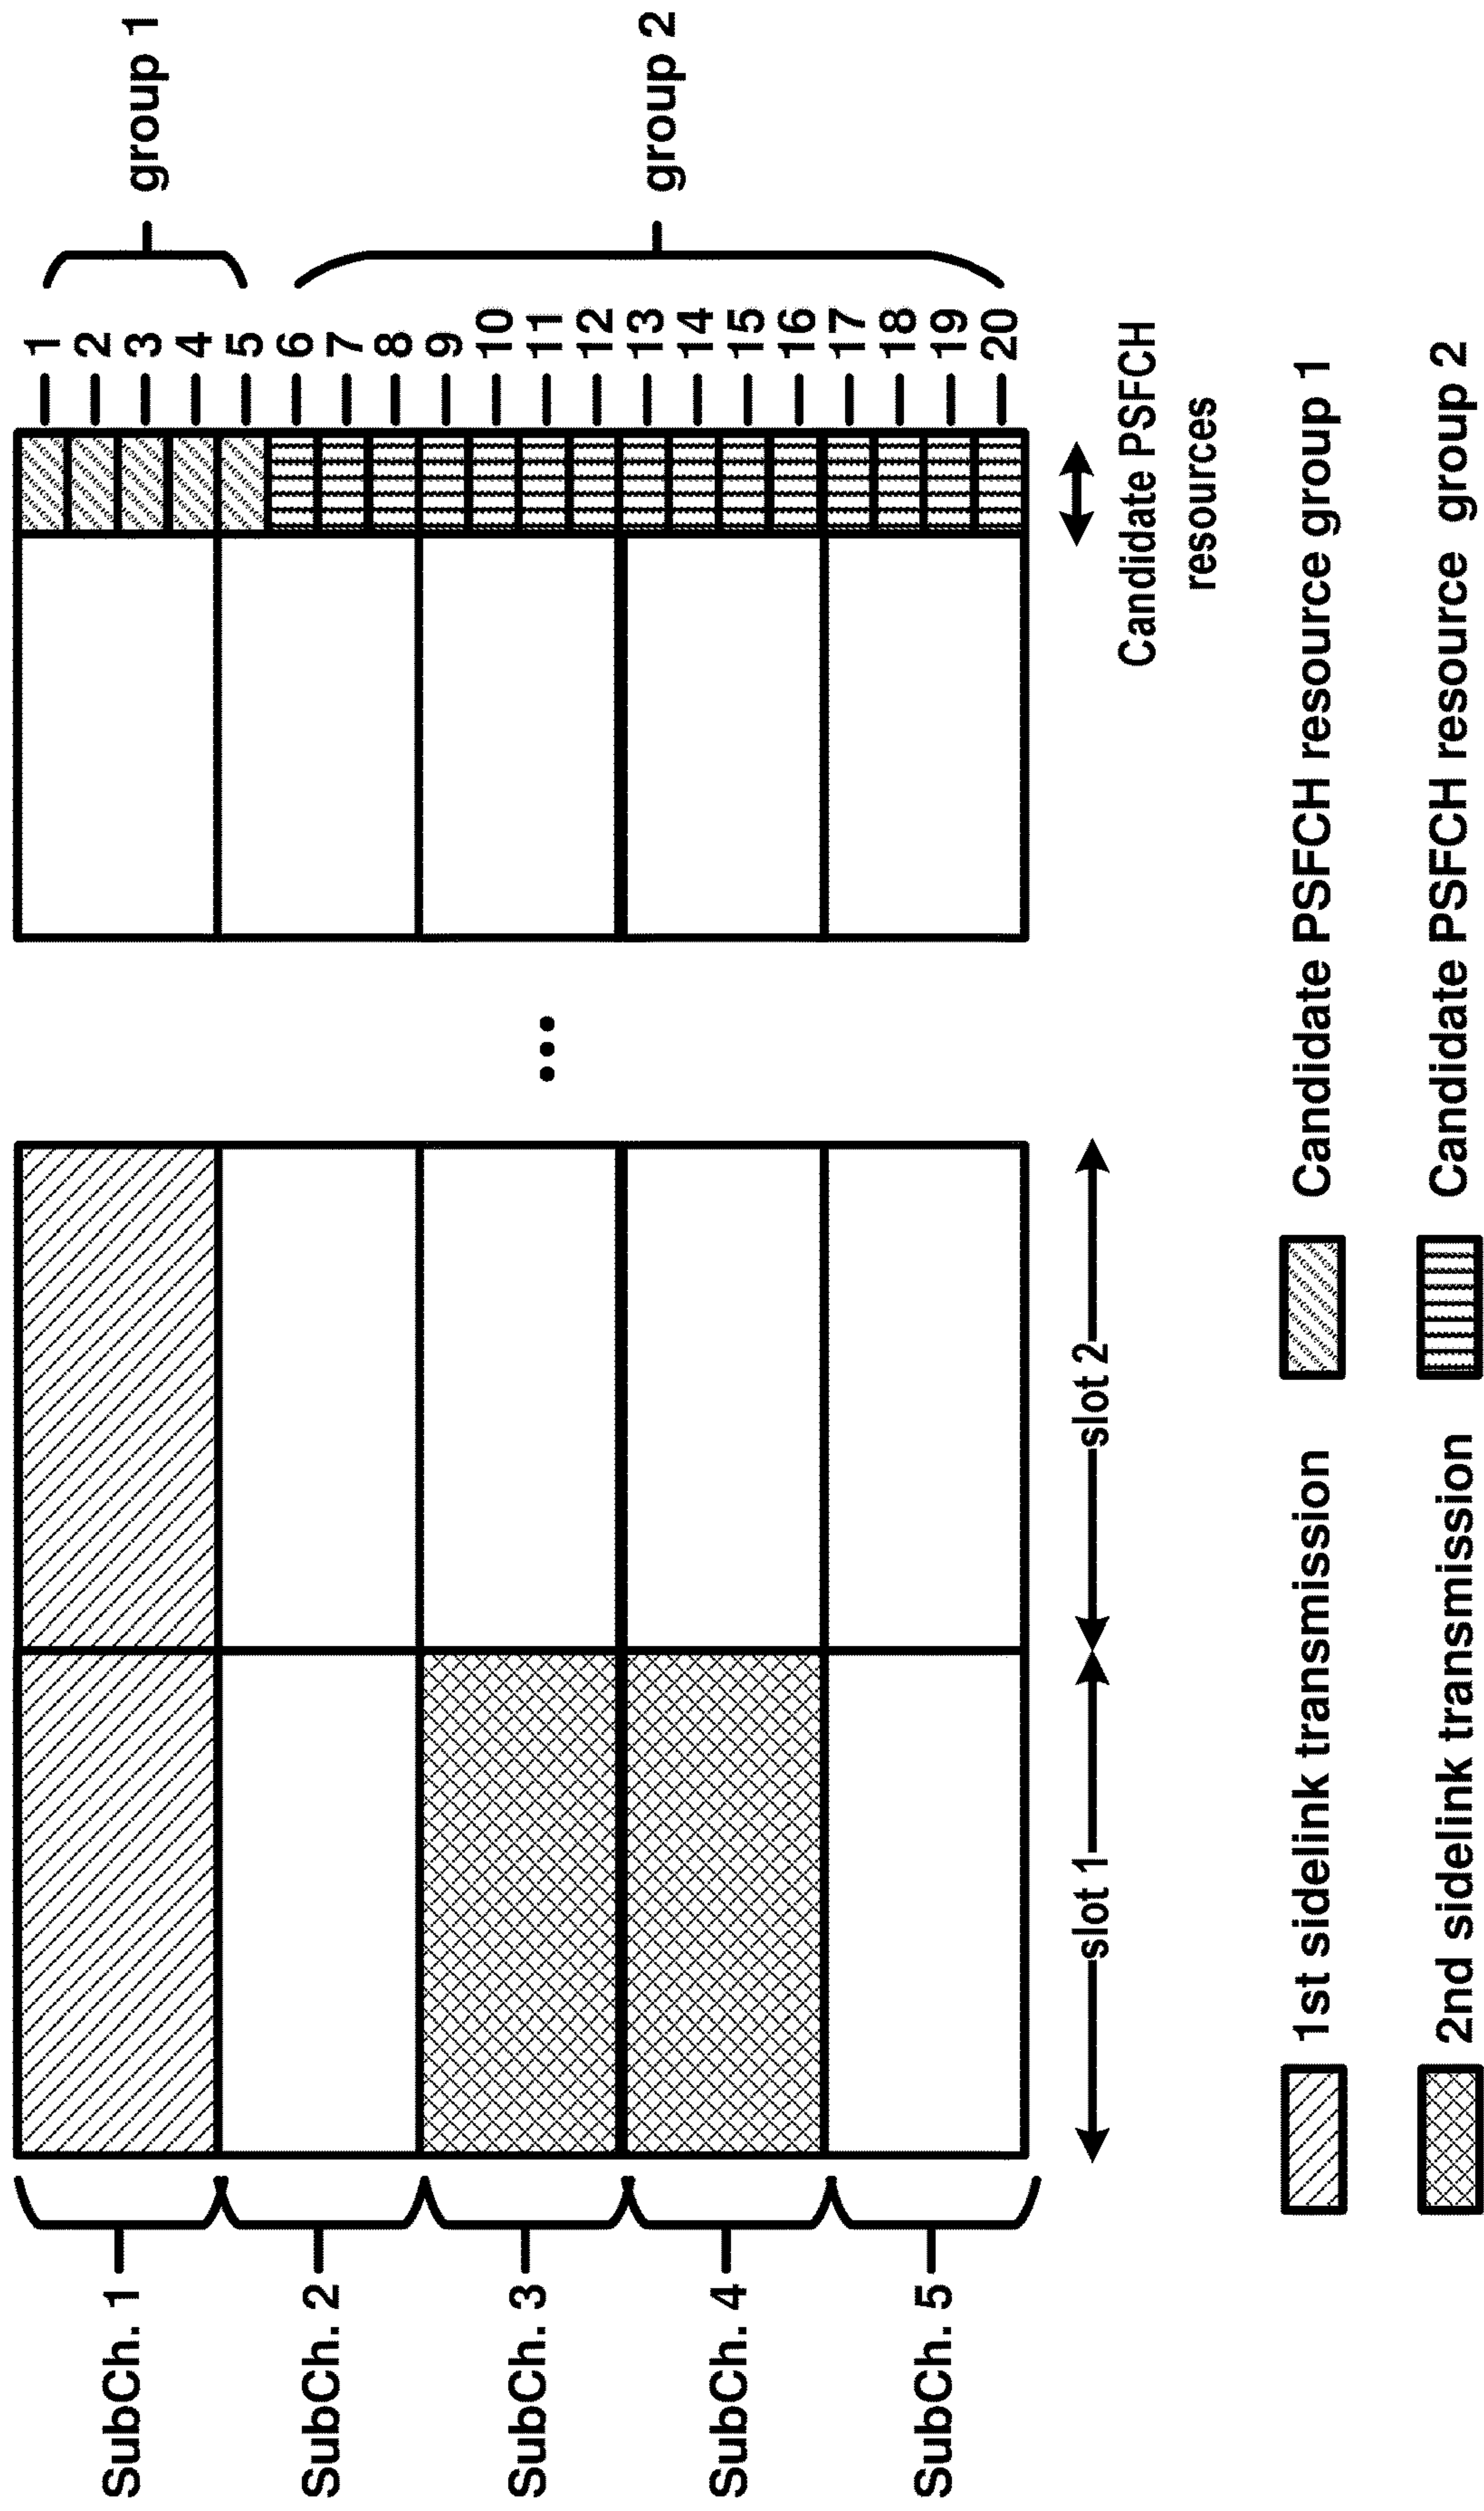 SubCh. 1
SubCh. 2
SubCh. 3
SubCh. 4
SubCh. 5
slot 1
slot 2
...
1
2
3
4
5
6
7
8
9
10
11
12
13
14
15
16
17
18
19
20
group 1
group 2
Candidate PSFCH
resources
1st sidelink transmission
Candidate PSFCH resource group 1
2nd sidelink transmission
Candidate PSFCH resource group 2